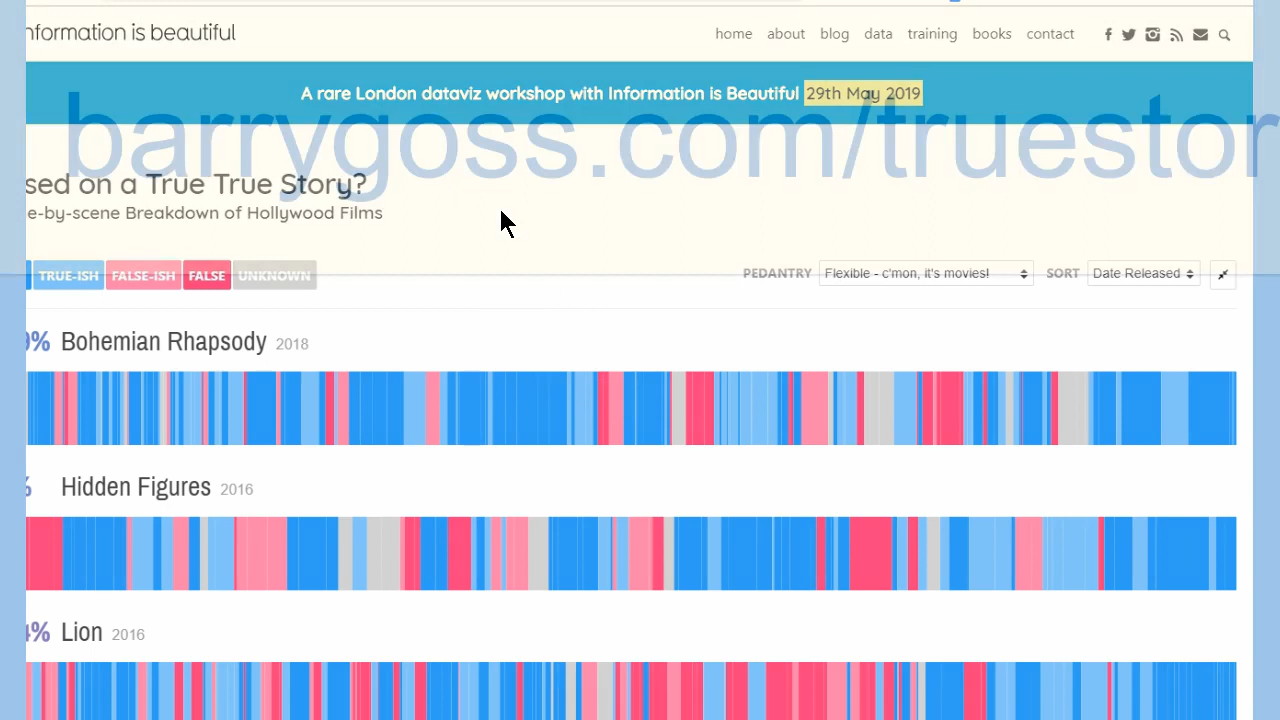 nformation is beautiful
home about blog data training books contact
A rare London dataviz workshop with Information is Beautiful 29th May 2019
barrygoss.com/truestor
sed on a True True Story?
e-by-scene Breakdown of Hollywood Films
TRUE-ISH FALSE-ISH FALSE UNKNOWN PEDANTRY Flexible - c'mon, it's movies! SORT Date Released
9% Bohemian Rhapsody 2018
% Hidden Figures 2016
4% Lion 2016